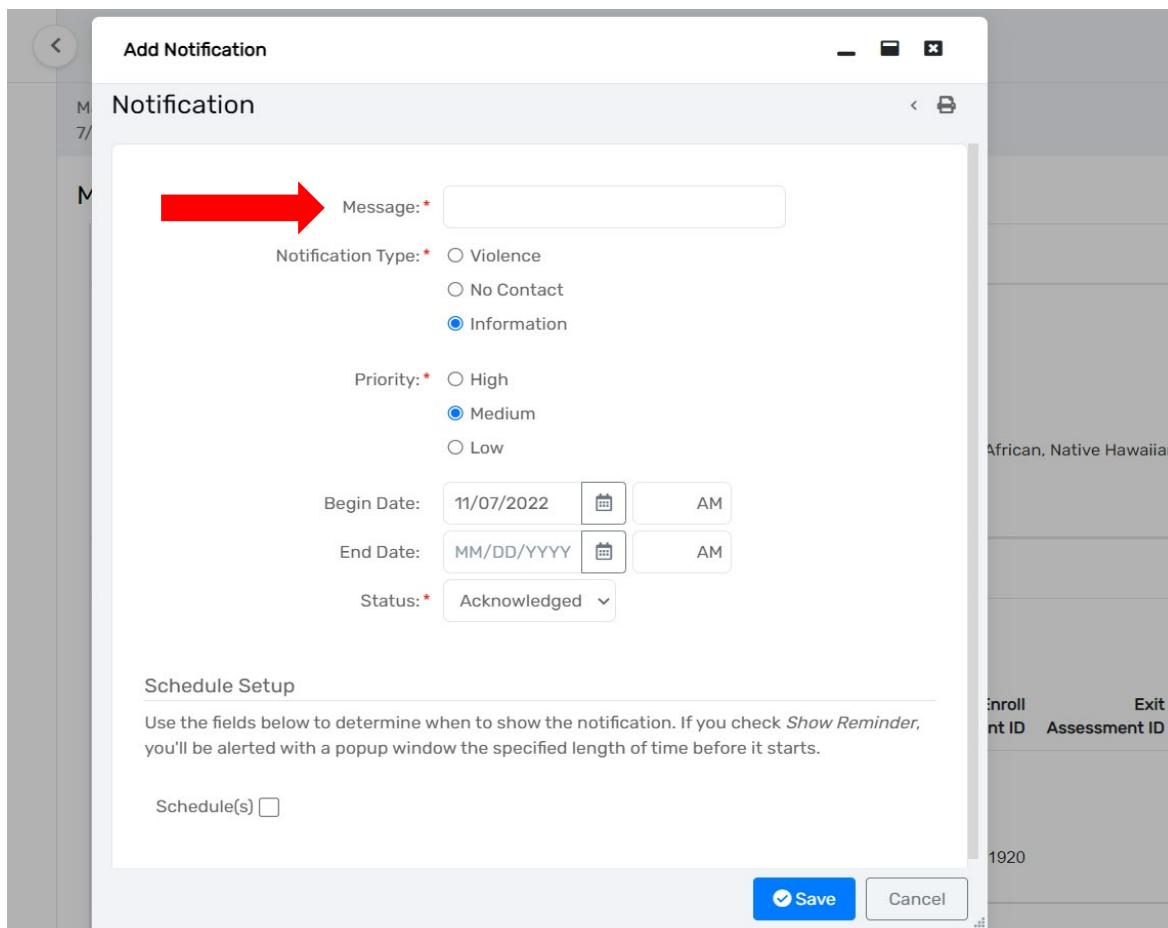 Add Notification
Notification
Message:*
Notification Type:* Violence
No Contact
Information
Priority:* High
Medium
Low
Begin Date: 11/07/2022 AM
End Date: MM/DD/YYYY AM
Status:* Acknowledged
Schedule Setup
Use the fields below to determine when to show the notification. If you check Show Reminder,
you'll be alerted with a popup window the specified length of time before it starts.
Schedule(s)
Save Cancel
M
7/
M
African, Native Hawaiia
Enroll Exit
nt ID Assessment ID
1920